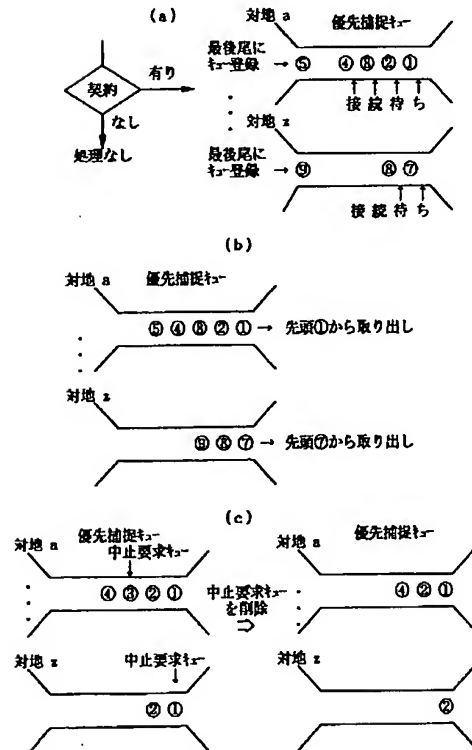 (a)
対地 a 優先捕捉キュー
最後尾に
キュー登録 → ⑤ ④ ⑧ ② ①
契約 有り
接 続 待 ち
なし
対地 z
処理なし
最後尾に
キュー登録 → ⑨ ⑧ ⑦
接 続 待 ち
(b)
対地 a 優先捕捉キュー
⑤ ④ ⑧ ② ① → 先頭①から取り出し
対地 z
⑨ ⑧ ⑦ → 先頭⑦から取り出し
(c)
対地 a 優先捕捉キュー
中止要求キュー
④ ③ ② ①
中止要求キュー
を削除
⇒
対地 a 優先捕捉キュー
④ ② ①
対地 z 中止要求キュー
② ①
対地 z
②